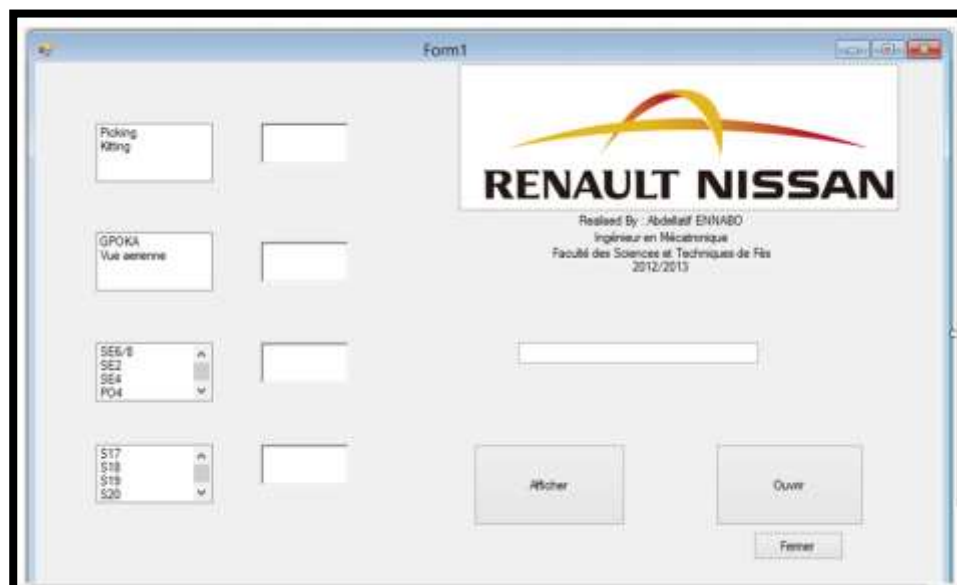 Form1
Picking
Kitting
RENAULT NISSAN
Realised By : Abdellatif ENNABO
Ingénieur en Mécatronique
Faculté des Sciences et Techniques de Fès
2012/2013
GPOKA
Vue aerienne
SE6/8
SE2
SE4
PO4
S17
S18
S19
S20
Afficher
Ouvrir
Fermer